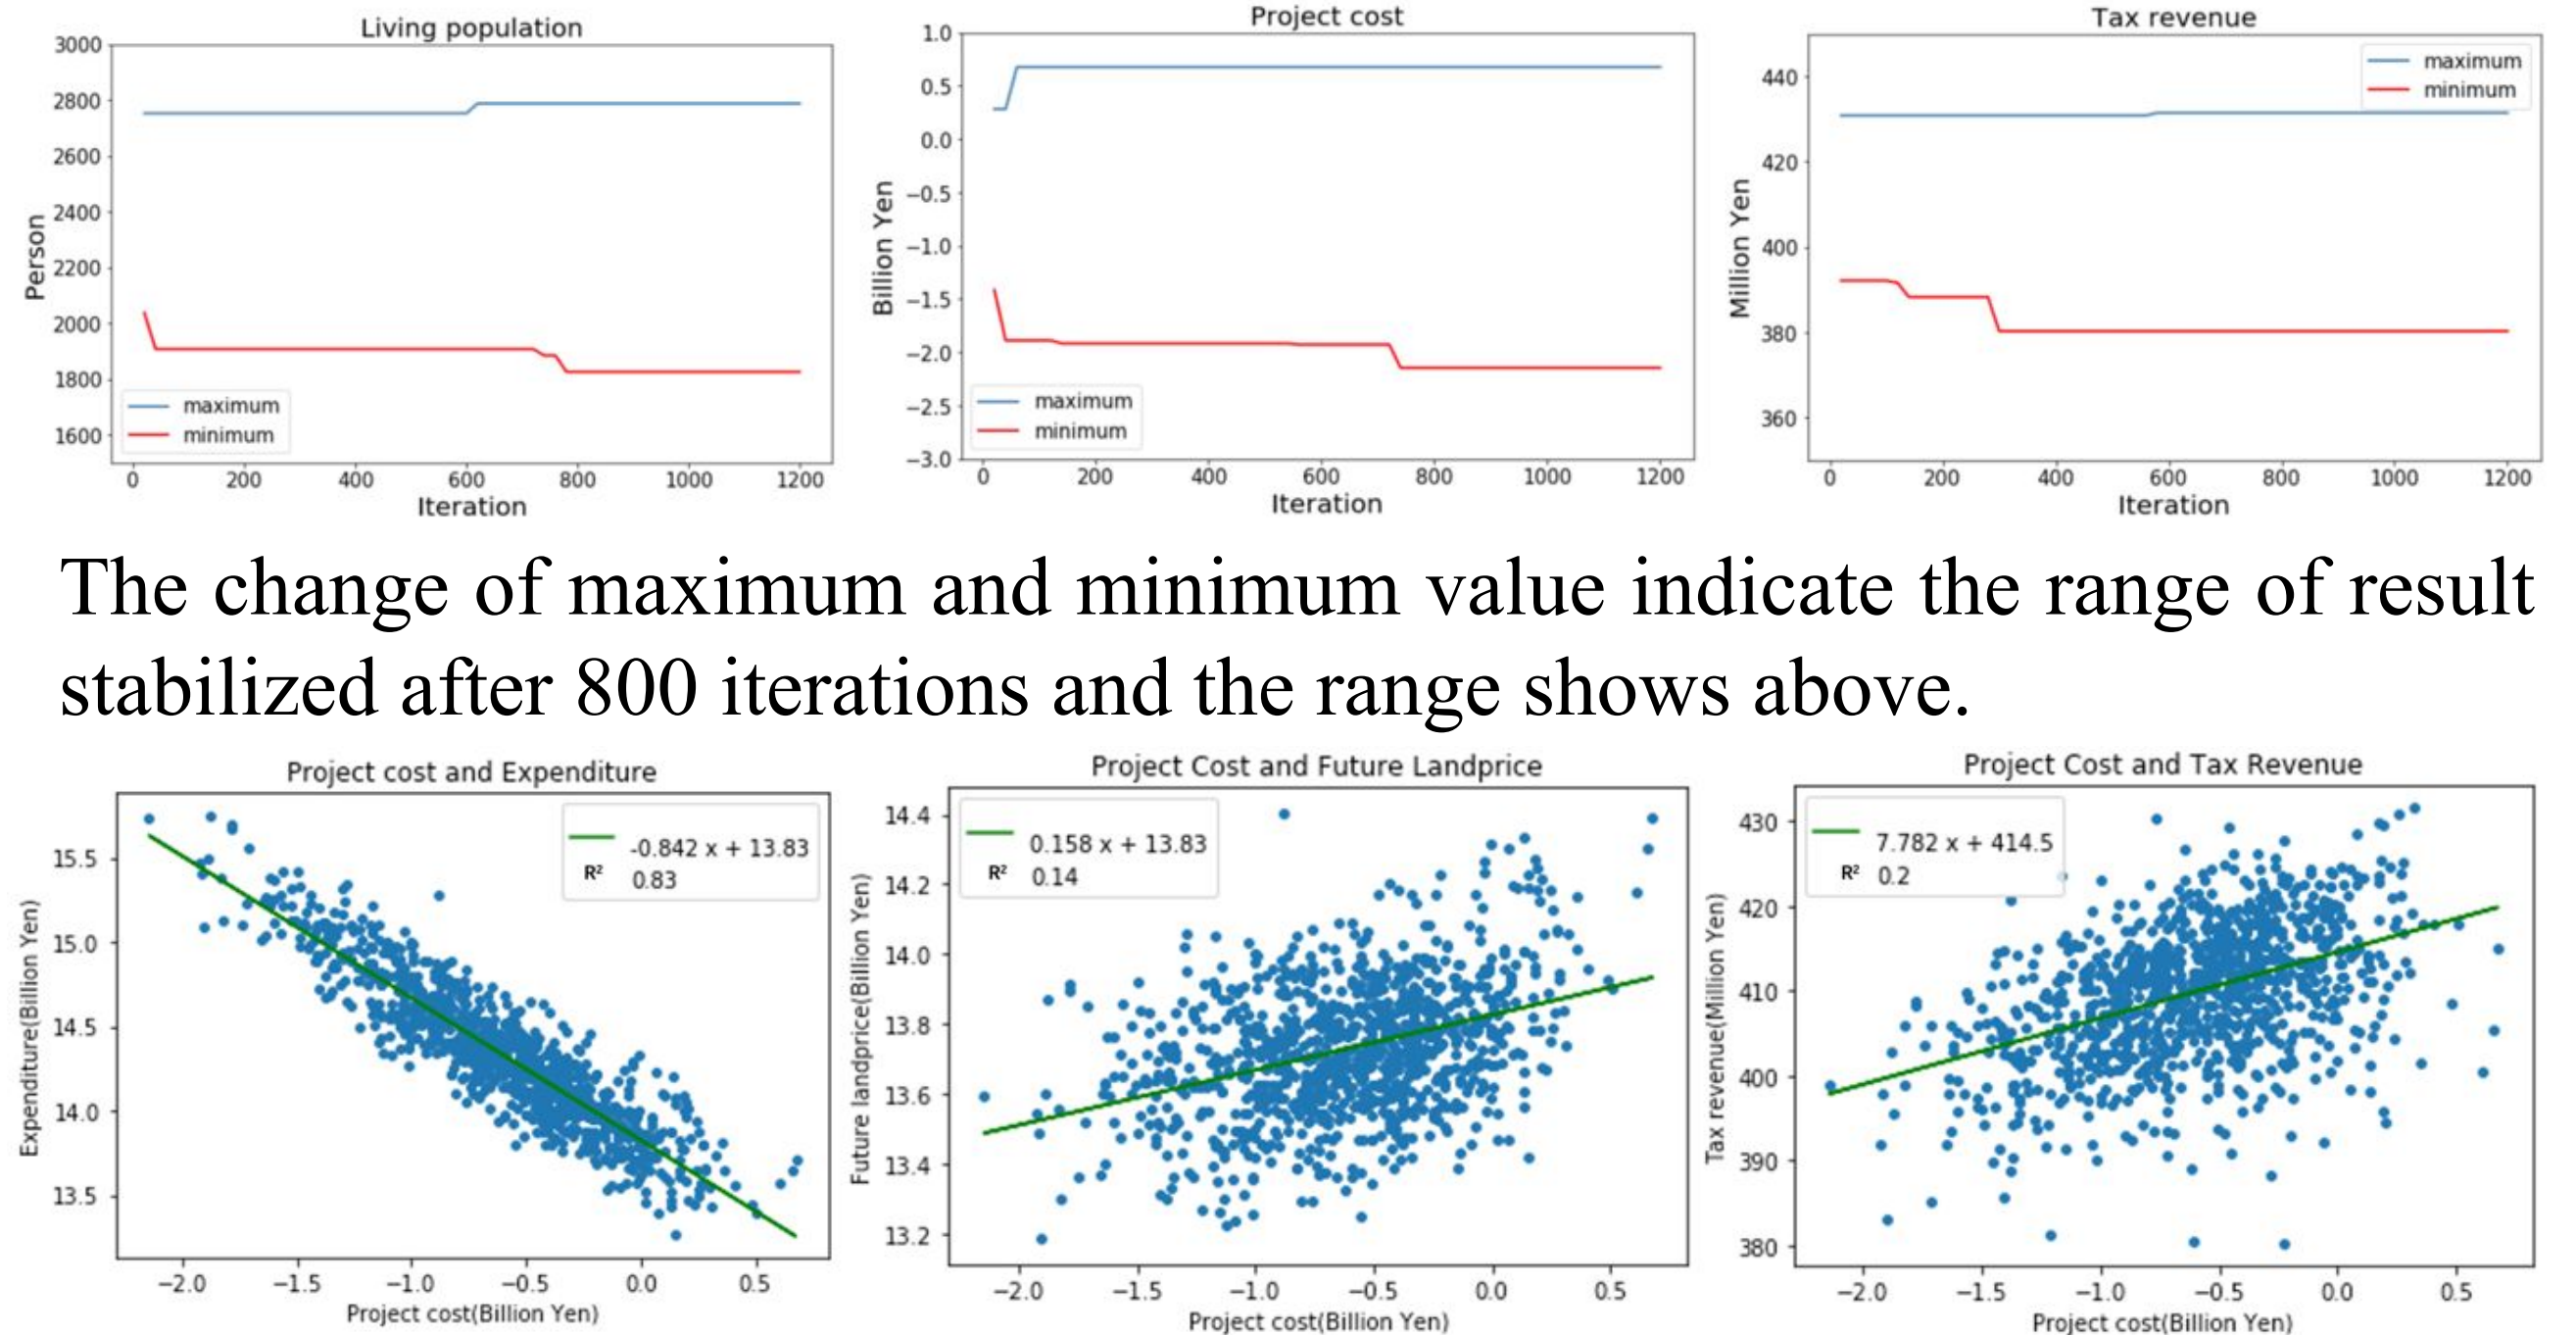 Living population
3000
2800
2600
2400
2200
2000
1800
1600
Person
maximum
minimum
0 200 400 600 800 1000 1200
Iteration
Project cost
1.0
0.5
0.0
−0.5
−1.0
−1.5
−2.0
−2.5
−3.0
Billion Yen
maximum
minimum
0 200 400 600 800 1000 1200
Iteration
Tax revenue
440
420
400
380
360
Million Yen
maximum
minimum
0 200 400 600 800 1000 1200
Iteration
The change of maximum and minimum value indicate the range of result
stabilized after 800 iterations and the range shows above.
Project cost and Expenditure
-0.842 x + 13.83
R² 0.83
15.5
15.0
14.5
14.0
13.5
Expenditure(Billion Yen)
−2.0 −1.5 −1.0 −0.5 0.0 0.5
Project cost(Billion Yen)
Project Cost and Future Landprice
0.158 x + 13.83
R² 0.14
14.4
14.2
14.0
13.8
13.6
13.4
13.2
Future landprice(Billion Yen)
−2.0 −1.5 −1.0 −0.5 0.0 0.5
Project cost(Billion Yen)
Project Cost and Tax Revenue
7.782 x + 414.5
R² 0.2
430
420
410
400
390
380
Tax revenue(Million Yen)
−2.0 −1.5 −1.0 −0.5 0.0 0.5
Project cost(Billion Yen)